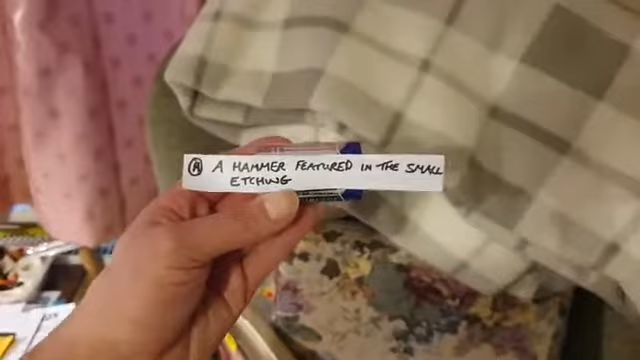 Ⓐ A HAMMER FEATURED IN THE SMALL
ETCHING